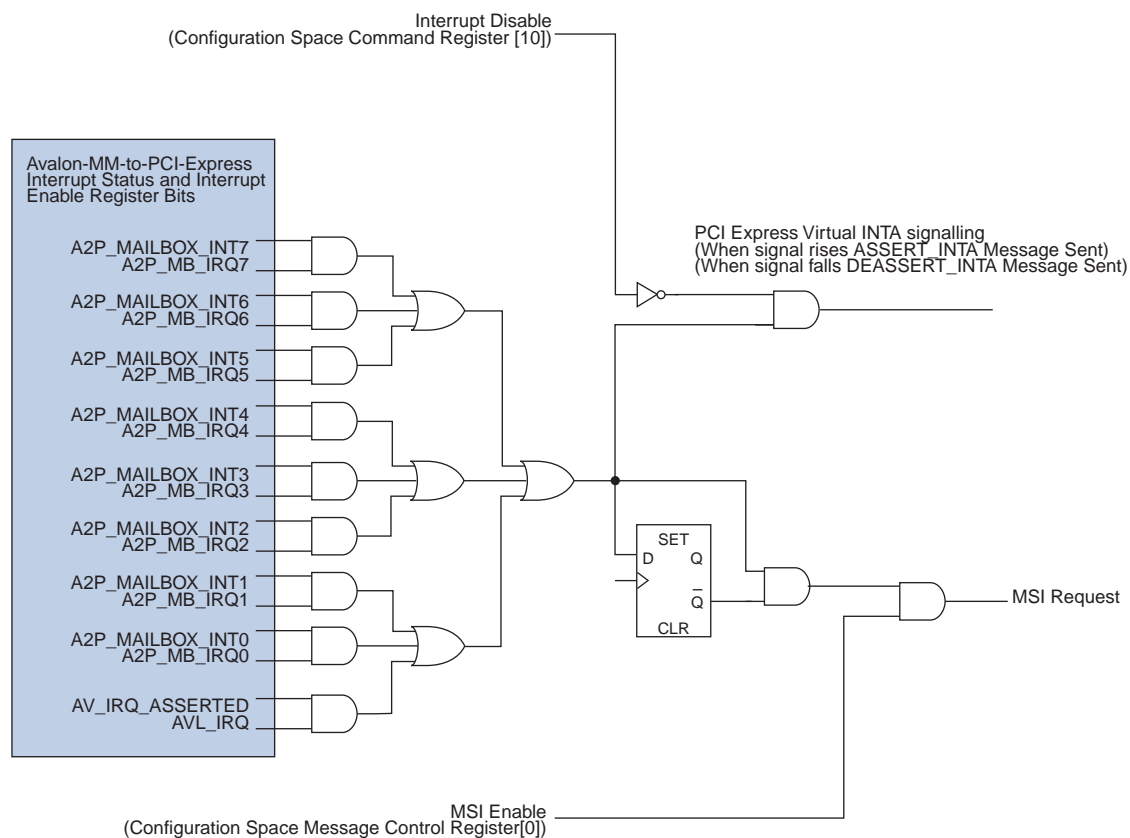 Interrupt Disable
(Configuration Space Command Register [10])
Avalon-MM-to-PCI-Express
Interrupt Status and Interrupt
Enable Register Bits
A2P_MAILBOX_INT7
A2P_MB_IRQ7
A2P_MAILBOX_INT6
A2P_MB_IRQ6
A2P_MAILBOX_INT5
A2P_MB_IRQ5
A2P_MAILBOX_INT4
A2P_MB_IRQ4
A2P_MAILBOX_INT3
A2P_MB_IRQ3
A2P_MAILBOX_INT2
A2P_MB_IRQ2
A2P_MAILBOX_INT1
A2P_MB_IRQ1
A2P_MAILBOX_INT0
A2P_MB_IRQ0
AV_IRQ_ASSERTED
AVL_IRQ
PCI Express Virtual INTA signalling
(When signal rises ASSERT_INTA Message Sent)
(When signal falls DEASSERT_INTA Message Sent)
SET
D Q
Q̅
CLR
MSI Request
MSI Enable
(Configuration Space Message Control Register[0])